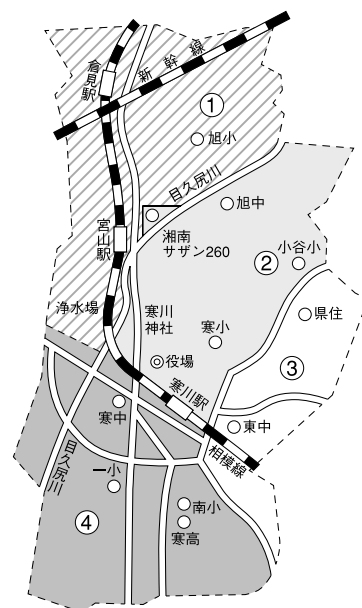 倉見駅
新幹線
①
旭小
目久尻川
旭中
宮山駅
湘南
サザン260
小谷小
②
浄水場
寒川
神社
県住
寒小
③
役場
寒川駅
寒中
東中
相模線
目久尻川
一小
南小
④
寒高